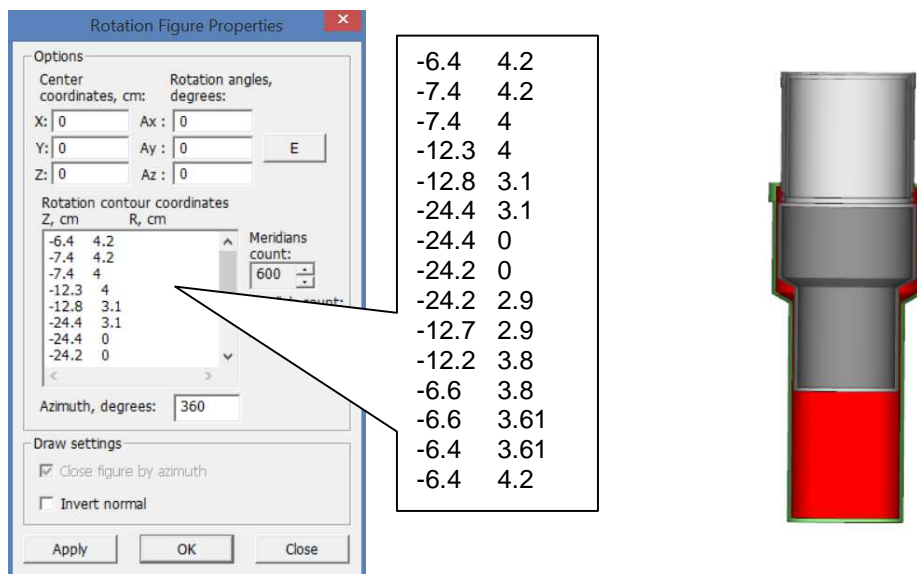 Rotation Figure Properties
Options
Center Rotation angles,
coordinates, cm: degrees:
X: 0 Ax : 0
Y: 0 Ay : 0 E
Z: 0 Az : 0
Rotation contour coordinates
Z, cm R, cm
-6.4 4.2
-7.4 4.2
-7.4 4
-12.3 4
-12.8 3.1
-24.4 3.1
-24.4 0
-24.2 0
Meridians
count:
600
count:
Azimuth, degrees: 360
Draw settings
Close figure by azimuth
Invert normal
Apply OK Close
-6.4 4.2
-7.4 4.2
-7.4 4
-12.3 4
-12.8 3.1
-24.4 3.1
-24.4 0
-24.2 0
-24.2 2.9
-12.7 2.9
-12.2 3.8
-6.6 3.8
-6.6 3.61
-6.4 3.61
-6.4 4.2